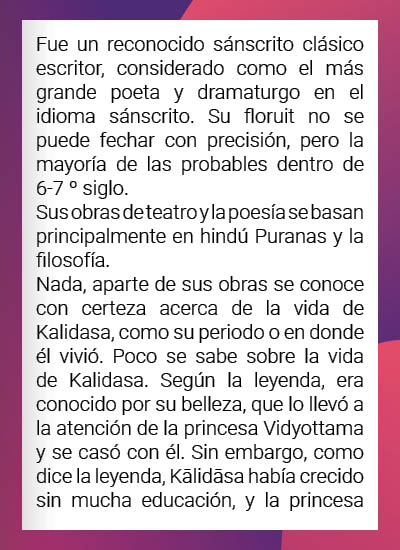 Fue un reconocido sánscrito clásico
escritor, considerado como el más
grande poeta y dramaturgo en el
idioma sánscrito. Su floruit no se
puede fechar con precisión, pero la
mayoría de las probables dentro de
6-7 º siglo.
Sus obras de teatro y la poesía se basan
principalmente en hindú Puranas y la
filosofía.
Nada, aparte de sus obras se conoce
con certeza acerca de la vida de
Kalidasa, como su periodo o en donde
él vivió. Poco se sabe sobre la vida
de Kalidasa. Según la leyenda, era
conocido por su belleza, que lo llevó a
la atención de la princesa Vidyottama
y se casó con él. Sin embargo, como
dice la leyenda, Kālidāsa había crecido
sin mucha educación, y la princesa